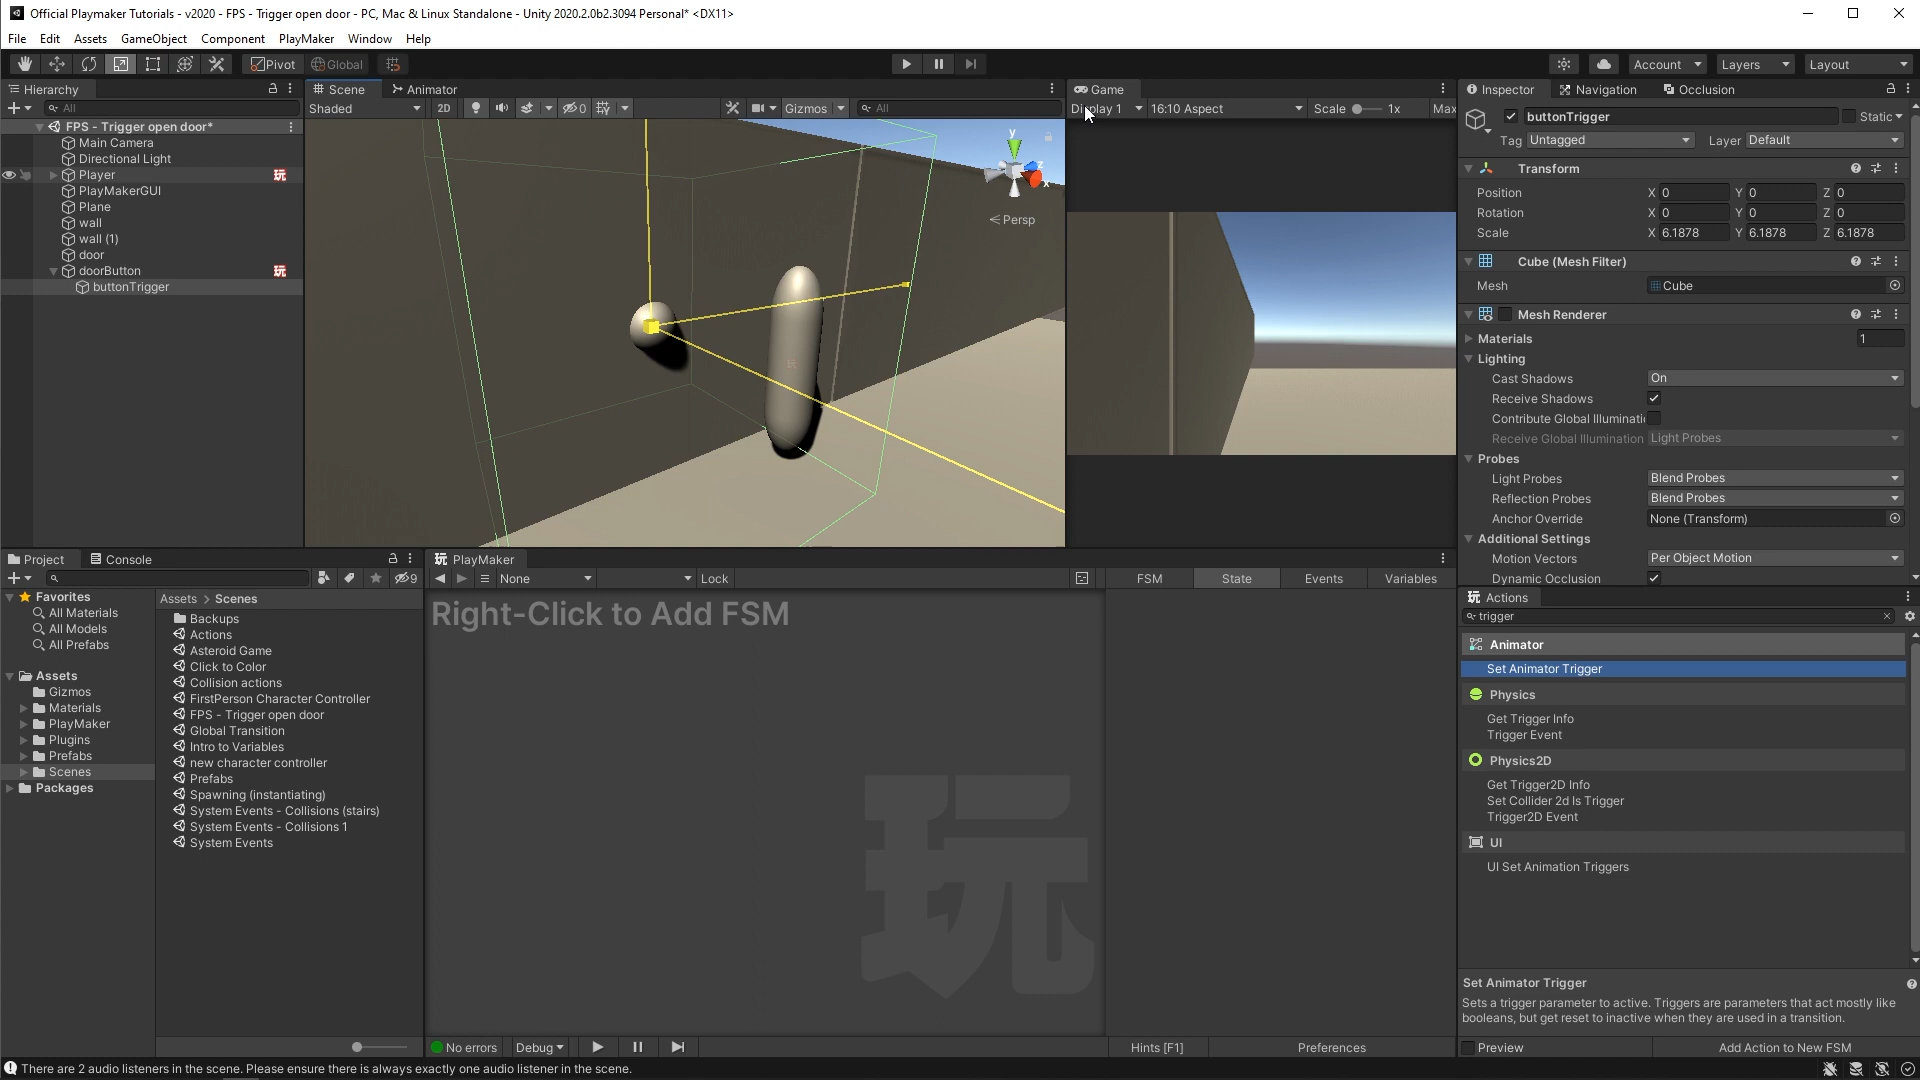 Official Playmaker Tutorials - v2020 - FPS - Trigger open door - PC, Mac & Linux Standalone - Unity 2020.2.0b2.3094 Personal* <DX11>
File Edit Assets GameObject Component PlayMaker Window Help
Pivot Global Account Layers Layout
Hierarchy
All
FPS - Trigger open door*
Main Camera
Directional Light
Player 玩
PlayMakerGUI
Plane
wall
wall (1)
door
doorButton 玩
buttonTrigger
Scene Animator
Shaded 2D 0 Gizmos All
y
z
x
Persp
Game
Display 1 16:10 Aspect Scale 1x Max
Inspector Navigation Occlusion
buttonTrigger Static
Tag Untagged Layer Default
Transform
Position X 0 Y 0 Z 0
Rotation X 0 Y 0 Z 0
Scale X 6.1878 Y 6.1878 Z 6.1878
Cube (Mesh Filter)
Mesh Cube
Mesh Renderer
Materials 1
Lighting
Cast Shadows On
Receive Shadows
Contribute Global Illuminati
Receive Global Illumination Light Probes
Probes
Light Probes Blend Probes
Reflection Probes Blend Probes
Anchor Override None (Transform)
Additional Settings
Motion Vectors Per Object Motion
Dynamic Occlusion
Project Console
9
Favorites
All Materials
All Models
All Prefabs
Assets
Gizmos
Materials
PlayMaker
Plugins
Prefabs
Scenes
Packages
Assets > Scenes
Backups
Actions
Asteroid Game
Click to Color
Collision actions
FirstPerson Character Controller
FPS - Trigger open door
Global Transition
Intro to Variables
new character controller
Prefabs
Spawning (instantiating)
System Events - Collisions (stairs)
System Events - Collisions 1
System Events
玩 PlayMaker
None Lock FSM State Events Variables
Right-Click to Add FSM
玩
No errors Debug Hints [F1] Preferences
玩 Actions
trigger
Animator
Set Animator Trigger
Physics
Get Trigger Info
Trigger Event
Physics2D
Get Trigger2D Info
Set Collider 2d Is Trigger
Trigger2D Event
UI
UI Set Animation Triggers
Set Animator Trigger
Sets a trigger parameter to active. Triggers are parameters that act mostly like
booleans, but get reset to inactive when they are used in a transition.
Preview Add Action to New FSM
There are 2 audio listeners in the scene. Please ensure there is always exactly one audio listener in the scene.